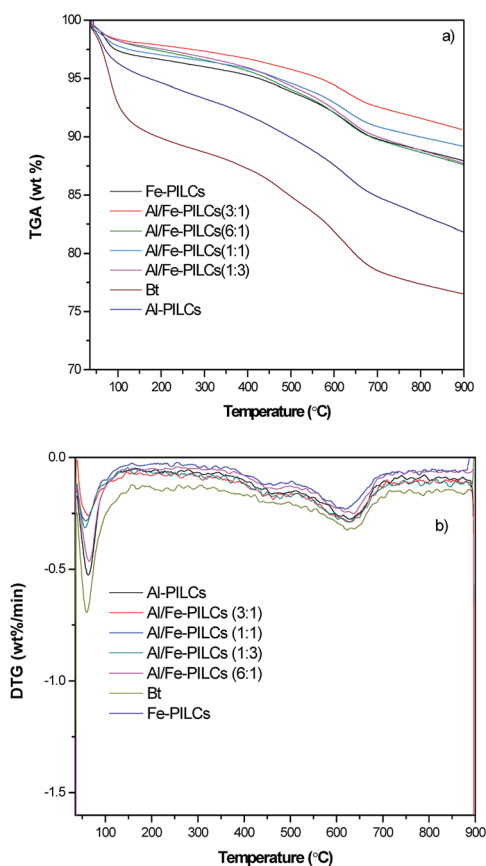 a)
100
95
90
85
80
75
70
TGA (wt %)
Fe-PILCs
Al/Fe-PILCs(3:1)
Al/Fe-PILCs(6:1)
Al/Fe-PILCs(1:1)
Al/Fe-PILCs(1:3)
Bt
Al-PILCs
100 200 300 400 500 600 700 800 900
Temperature (°C)
b)
0.0
-0.5
-1.0
-1.5
DTG (wt%/min)
Al-PILCs
Al/Fe-PILCs (3:1)
Al/Fe-PILCs (1:1)
Al/Fe-PILCs (1:3)
Al/Fe-PILCs (6:1)
Bt
Fe-PILCs
100 200 300 400 500 600 700 800 900
Temperature (°C)